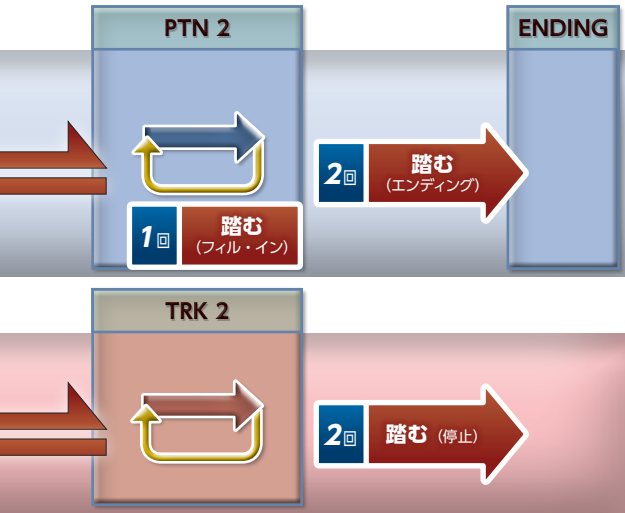 PTN 2
ENDING
2回
踏む
(エンディング)
1回
踏む
(フィル・イン)
TRK 2
2回
踏む (停止)